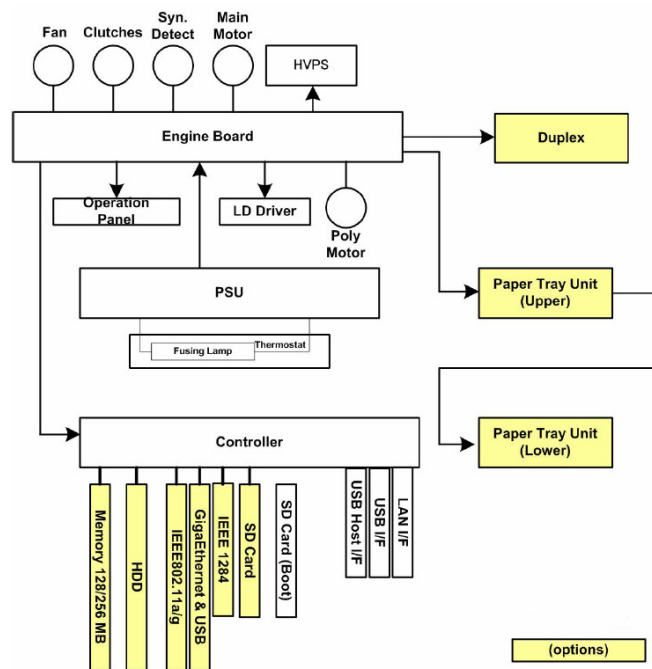 Fan
Clutches
Syn.
Detect
Main
Motor
HVPS
Engine Board
Duplex
Operation
Panel
LD Driver
Poly
Motor
PSU
Paper Tray Unit
(Upper)
Fusing Lamp
Thermostat
Controller
Paper Tray Unit
(Lower)
Memory 128/256 MB
HDD
IEEE802.11a/g
GigaEthernet & USB
IEEE 1284
SD Card
SD Card (Boot)
USB Host I/F
USB I/F
LAN I/F
(options)